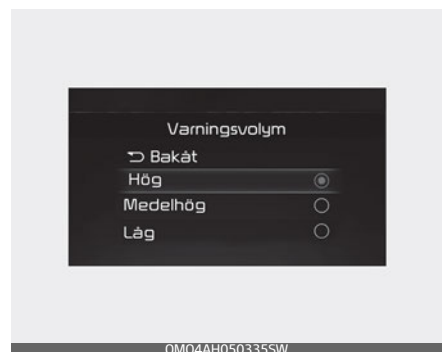 Varningsvolym
Bakåt
Hög
Medelhög
Låg
OMQ4AH050335SW